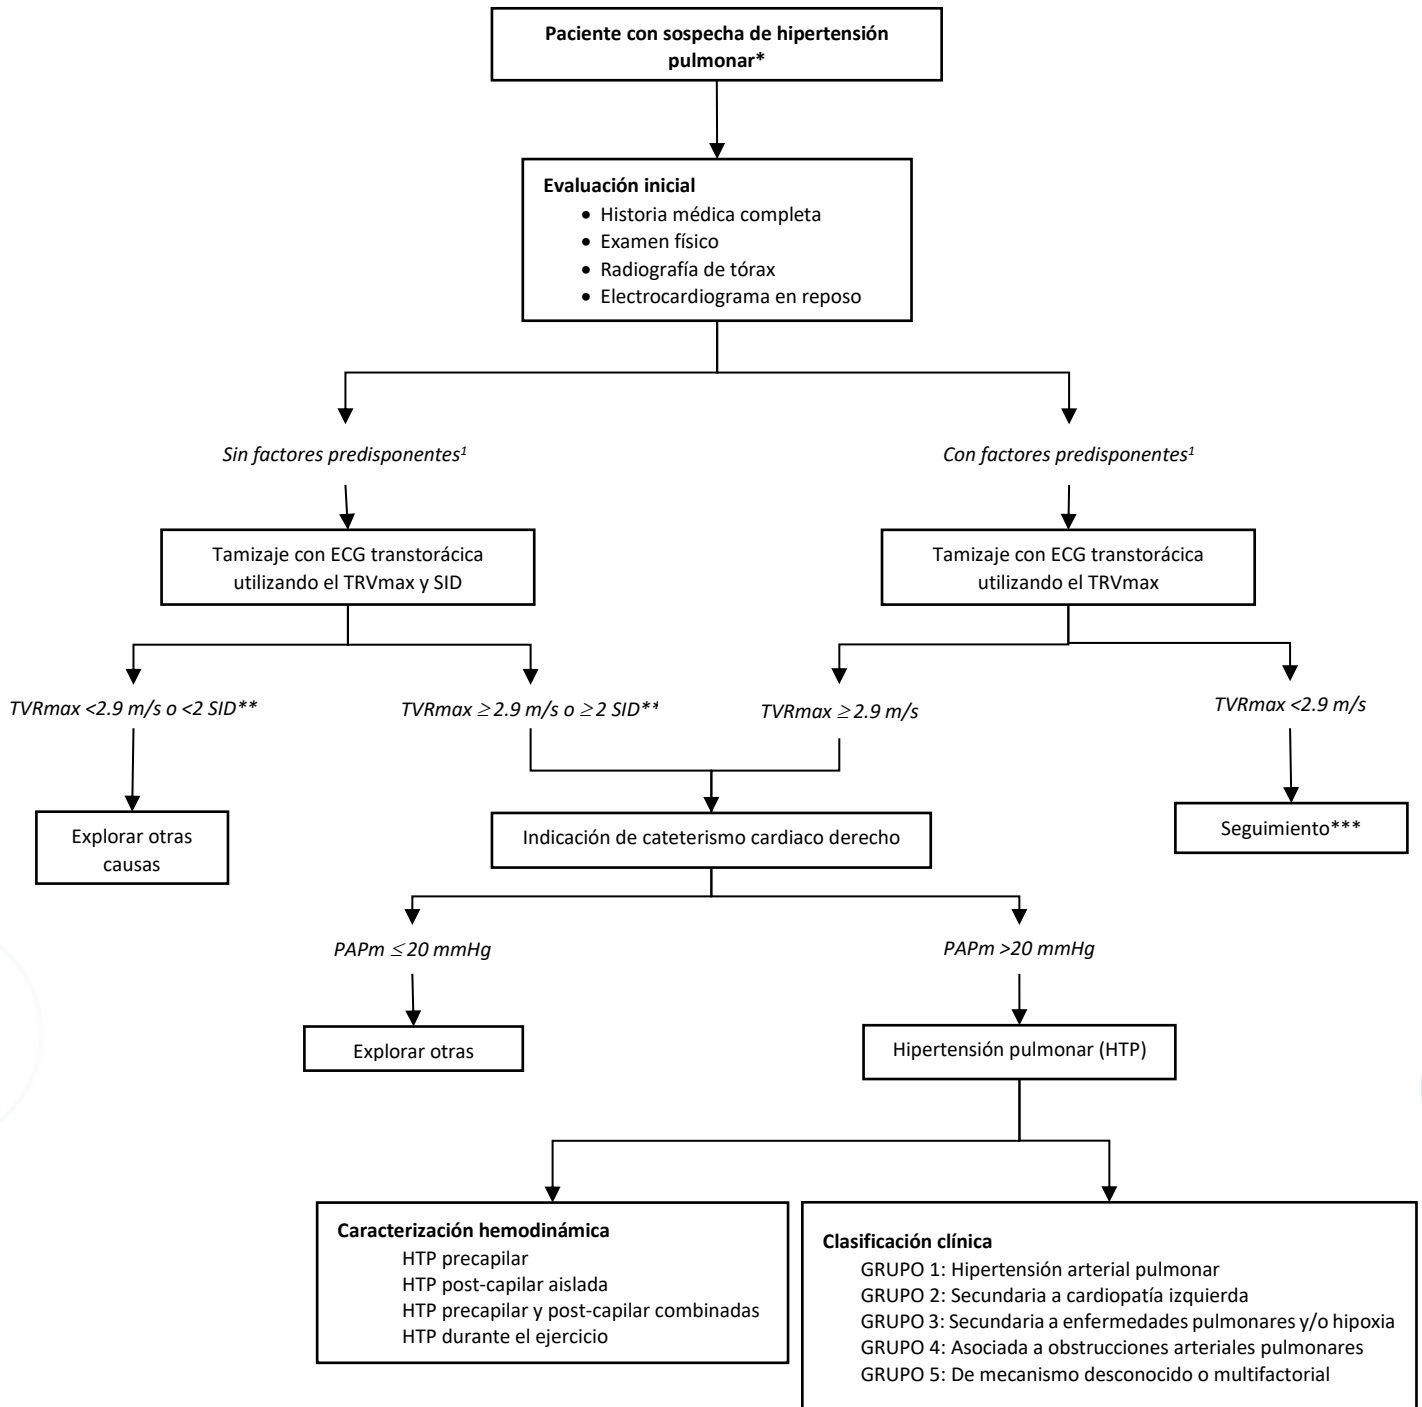 Paciente con sospecha de hipertensión
pulmonar*
Evaluación inicial
• Historia médica completa
• Examen físico
• Radiografía de tórax
• Electrocardiograma en reposo
Sin factores predisponentes¹
Con factores predisponentes¹
Tamizaje con ECG transtorácica
utilizando el TRVmax y SID
Tamizaje con ECG transtorácica
utilizando el TRVmax
TVRmax <2.9 m/s o <2 SID**
TVRmax ≥ 2.9 m/s o ≥ 2 SID**
TVRmax ≥ 2.9 m/s
TVRmax <2.9 m/s
Explorar otras
causas
Indicación de cateterismo cardiaco derecho
Seguimiento***
PAPm ≤ 20 mmHg
PAPm >20 mmHg
Explorar otras
Hipertensión pulmonar (HTP)
Caracterización hemodinámica
HTP precapilar
HTP post-capilar aislada
HTP precapilar y post-capilar combinadas
HTP durante el ejercicio
Clasificación clínica
GRUPO 1: Hipertensión arterial pulmonar
GRUPO 2: Secundaria a cardiopatía izquierda
GRUPO 3: Secundaria a enfermedades pulmonares y/o hipoxia
GRUPO 4: Asociada a obstrucciones arteriales pulmonares
GRUPO 5: De mecanismo desconocido o multifactorial